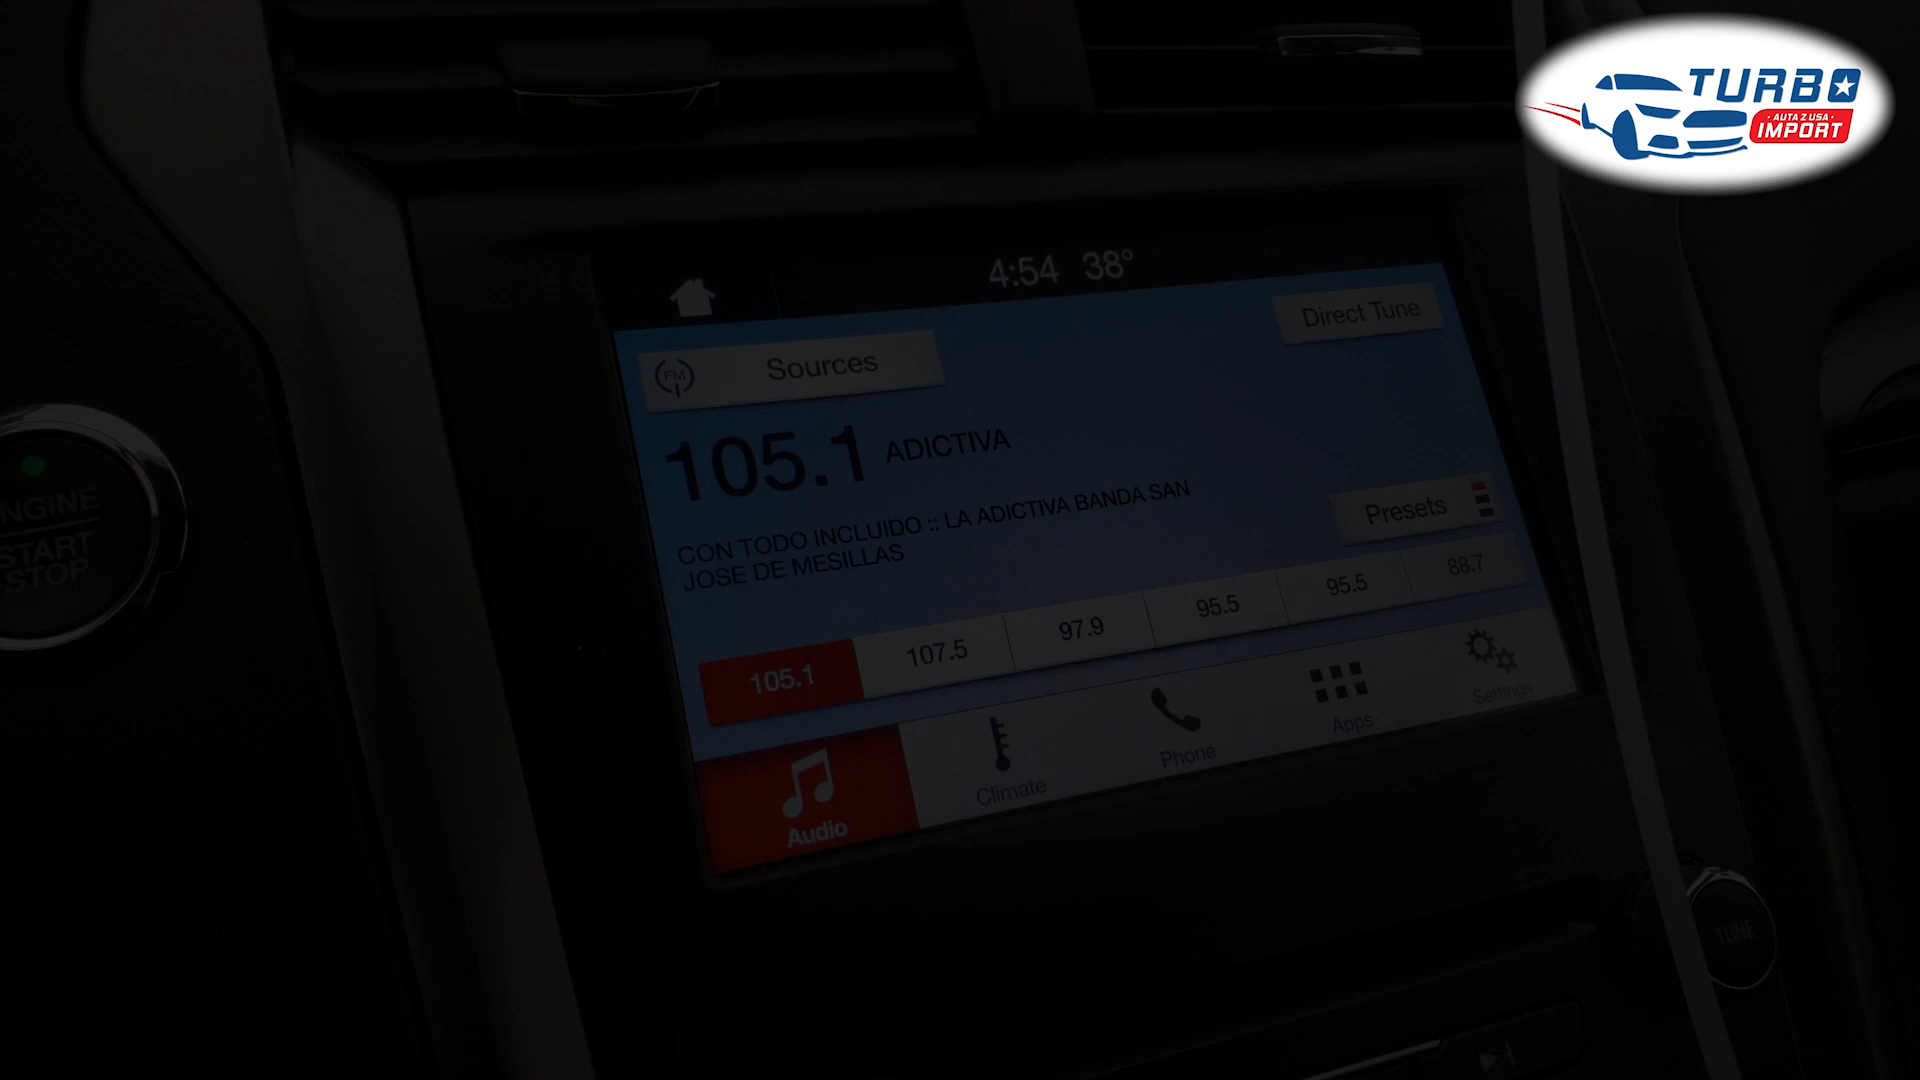 TURBO
· AUTA Z USA ·
IMPORT
4:54 38°
Direct Tune
FM Sources
105.1 ADICTIVA
CON TODO INCLUIDO :: LA ADICTIVA BANDA SAN
JOSE DE MESILLAS
Presets
105.1 107.5 97.9 95.5 95.5 88.7
Audio Climate Phone Apps Settings
ENGINE
START
STOP
TUNE